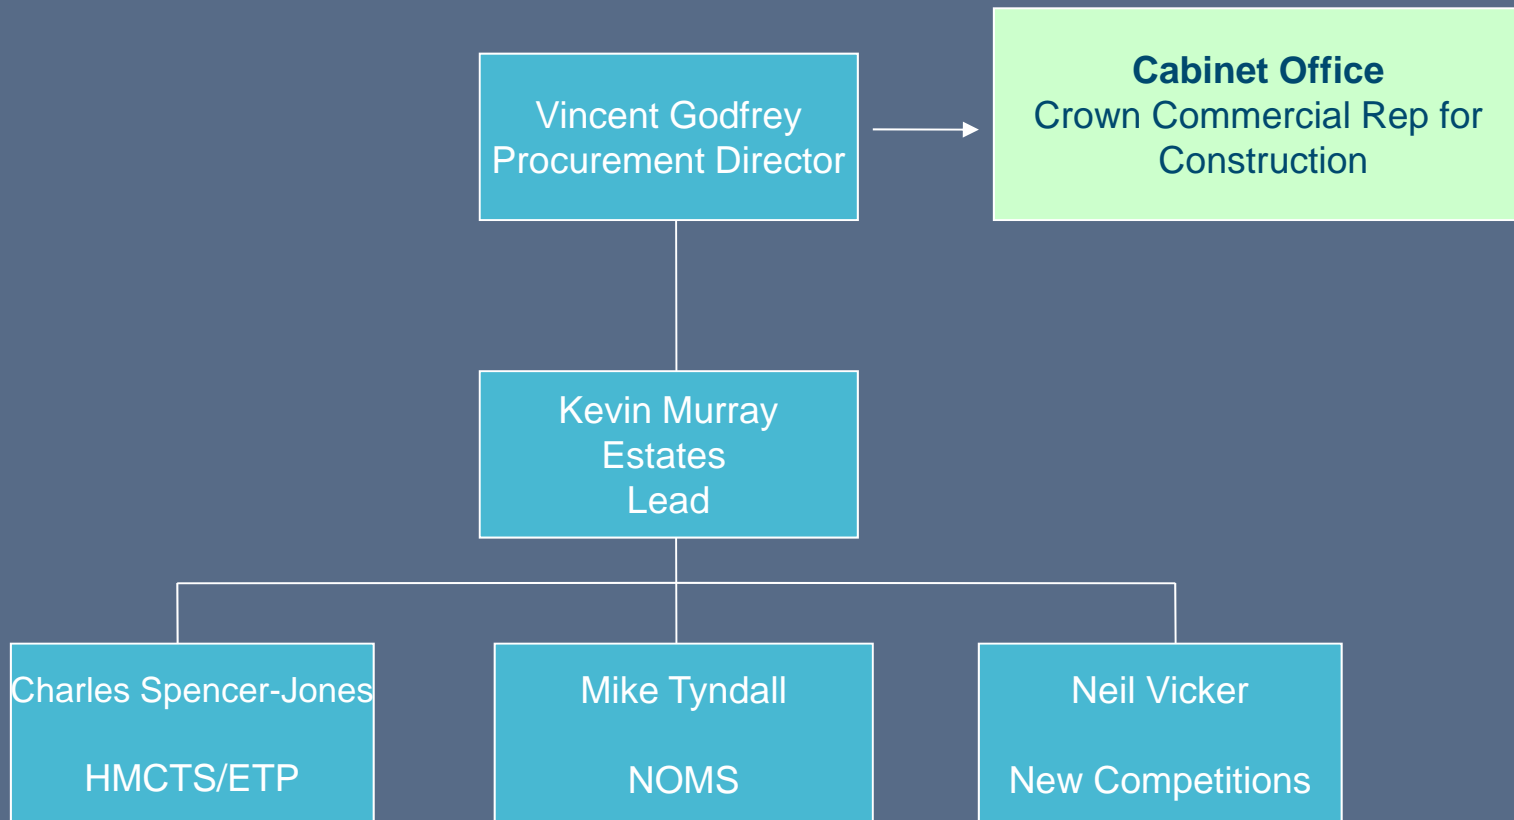 Vincent Godfrey
Procurement Director
Cabinet Office
Crown Commercial Rep for
Construction
Kevin Murray
Estates
Lead
Charles Spencer-Jones
HMCTS/ETP
Mike Tyndall
NOMS
Neil Vicker
New Competitions